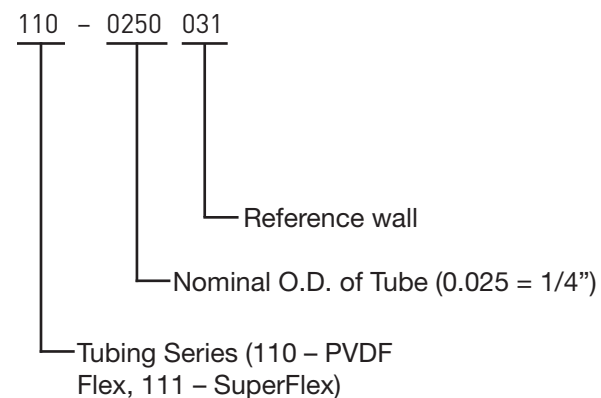 110 – 0250 031
Reference wall
Nominal O.D. of Tube (0.025 = 1/4”)
Tubing Series (110 – PVDF
Flex, 111 – SuperFlex)